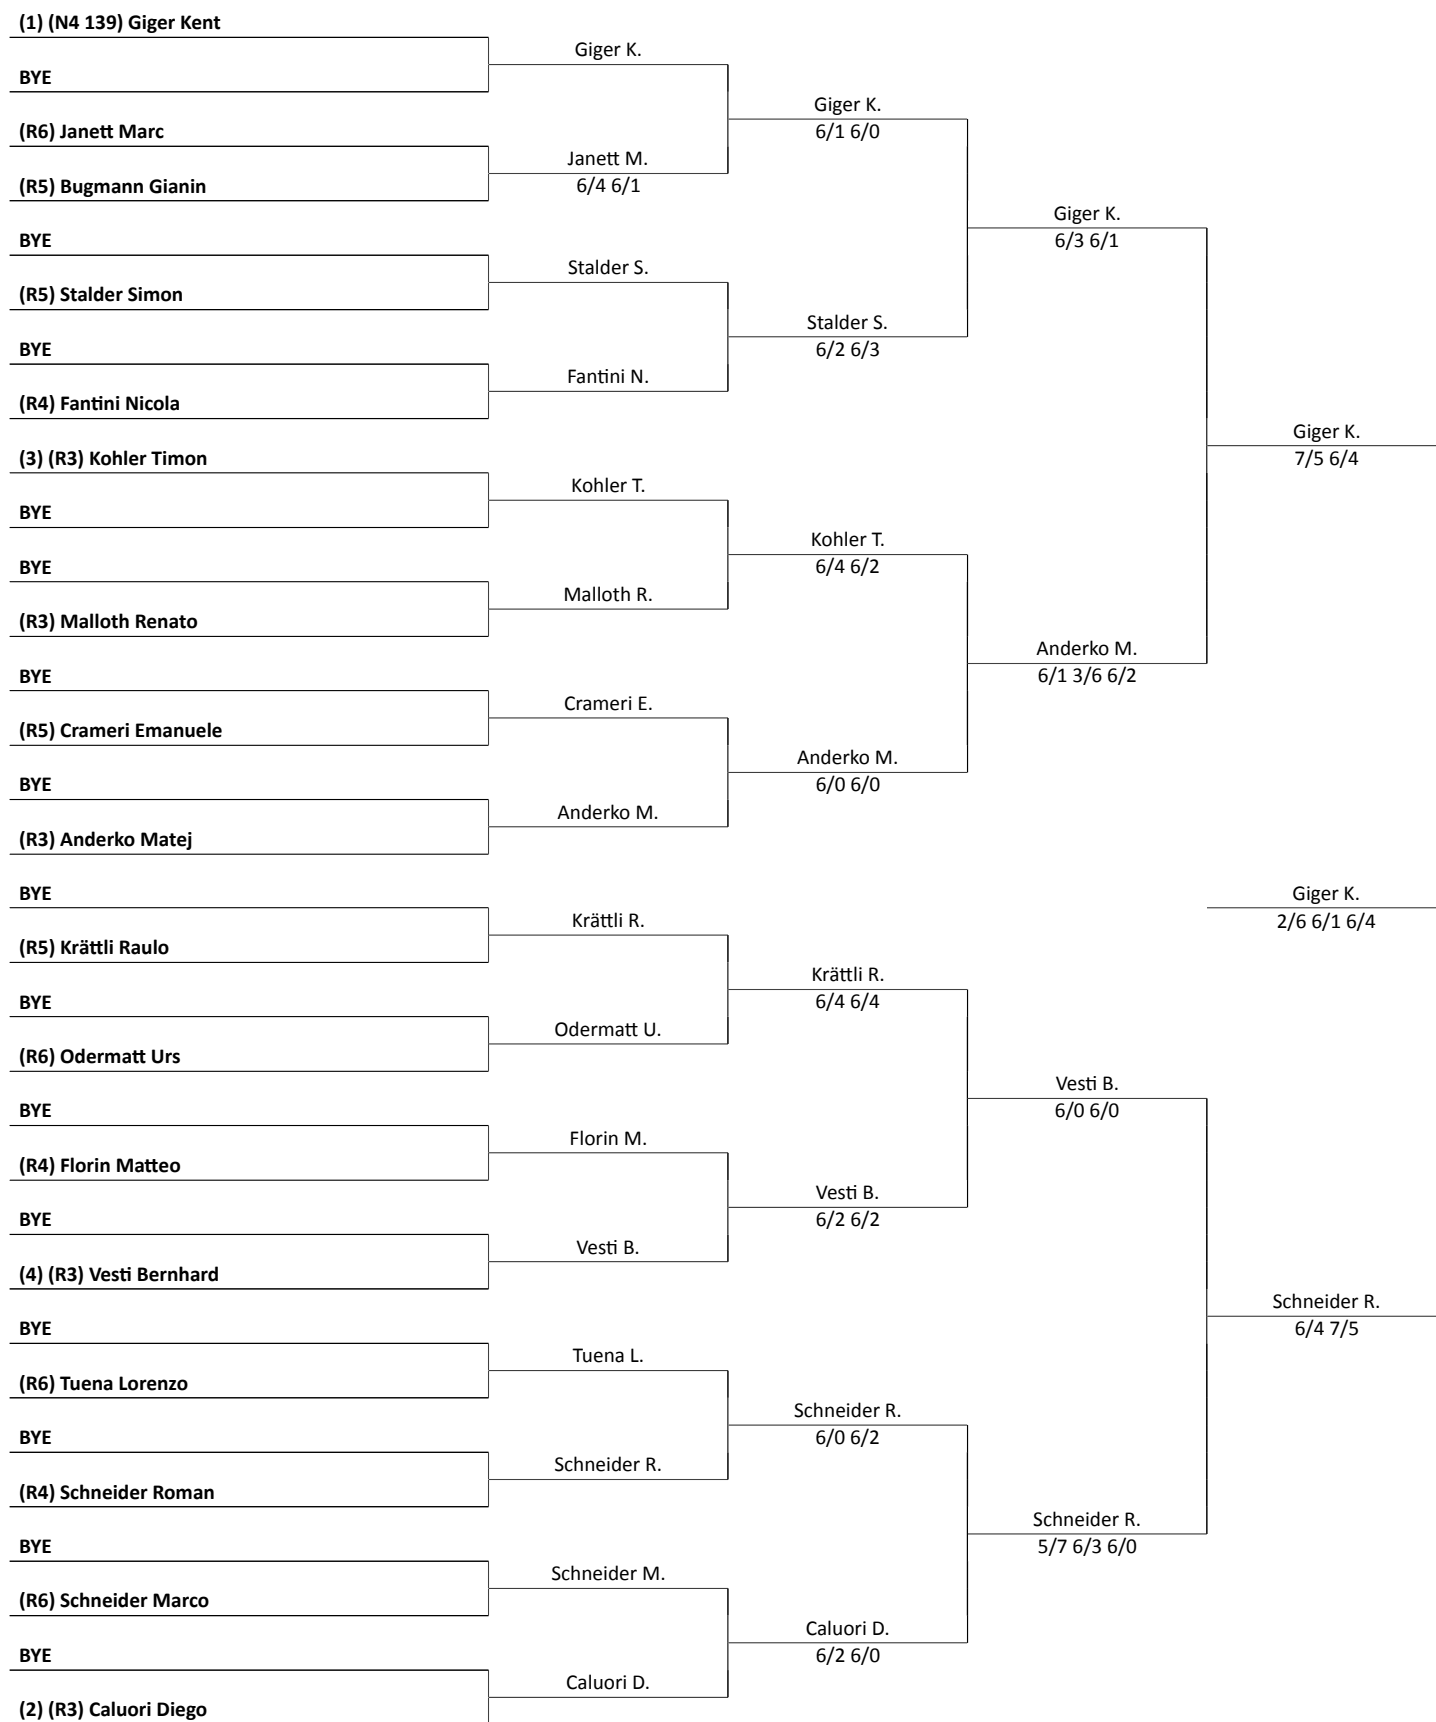 (1) (N4 139) Giger Kent
Giger K.
BYE
Giger K.
6/1 6/0
(R6) Janett Marc
Janett M.
6/4 6/1
(R5) Bugmann Gianin
Giger K.
6/3 6/1
BYE
Stalder S.
(R5) Stalder Simon
Stalder S.
6/2 6/3
BYE
Fantini N.
(R4) Fantini Nicola
Giger K.
7/5 6/4
(3) (R3) Kohler Timon
Kohler T.
BYE
Kohler T.
6/4 6/2
BYE
Malloth R.
(R3) Malloth Renato
Anderko M.
6/1 3/6 6/2
BYE
Crameri E.
(R5) Crameri Emanuele
Anderko M.
6/0 6/0
BYE
Anderko M.
(R3) Anderko Matej
BYE
Giger K.
2/6 6/1 6/4
Krättli R.
(R5) Krättli Raulo
Krättli R.
6/4 6/4
BYE
Odermatt U.
(R6) Odermatt Urs
Vesti B.
6/0 6/0
BYE
Florin M.
(R4) Florin Matteo
Vesti B.
6/2 6/2
BYE
Vesti B.
(4) (R3) Vesti Bernhard
Schneider R.
6/4 7/5
BYE
Tuena L.
(R6) Tuena Lorenzo
Schneider R.
6/0 6/2
BYE
Schneider R.
(R4) Schneider Roman
Schneider R.
5/7 6/3 6/0
BYE
Schneider M.
(R6) Schneider Marco
Caluori D.
6/2 6/0
BYE
Caluori D.
(2) (R3) Caluori Diego